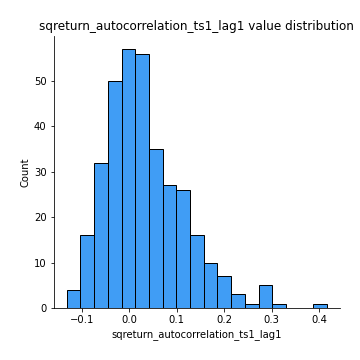 sqreturn_autocorrelation_ts1_lag1 value distribution
50
40
30
20
10
0
Count
−0.1 0.0 0.1 0.2 0.3 0.4
sqreturn_autocorrelation_ts1_lag1